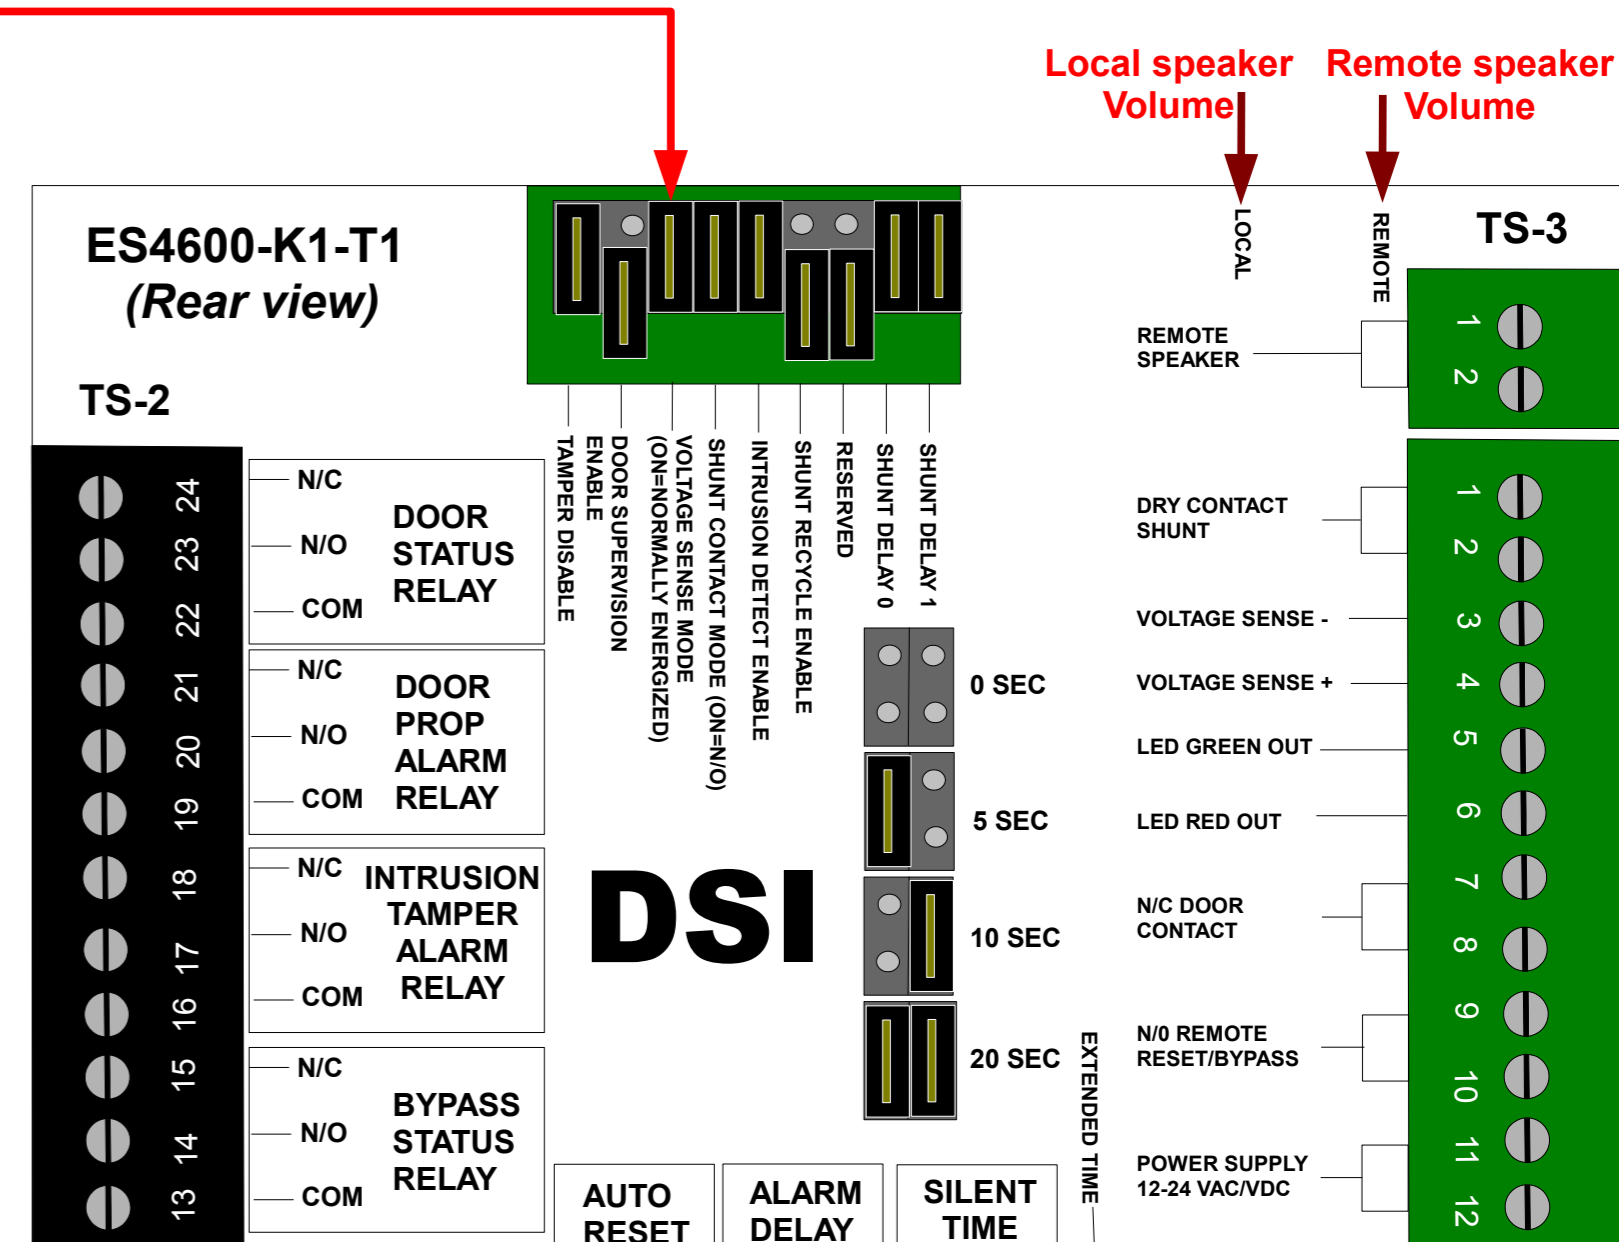 Local speaker
Volume
Remote speaker
Volume
ES4600-K1-T1
(Rear view)
LOCAL
REMOTE
TS-3
TS-2
TAMPER DISABLE
DOOR SUPERVISION
ENABLE
VOLTAGE SENSE MODE
(ON=NORMALLY ENERGIZED)
SHUNT CONTACT MODE (ON=N/O)
INTRUSION DETECT ENABLE
SHUNT RECYCLE ENABLE
RESERVED
SHUNT DELAY 0
SHUNT DELAY 1
24
23
22
21
20
19
18
17
16
15
14
13
N/C
N/O
COM
DOOR
STATUS
RELAY
N/C
N/O
COM
DOOR
PROP
ALARM
RELAY
N/C
N/O
COM
INTRUSION
TAMPER
ALARM
RELAY
N/C
N/O
COM
BYPASS
STATUS
RELAY
DSI
0 SEC
5 SEC
10 SEC
20 SEC
AUTO
RESET
ALARM
DELAY
SILENT
TIME
EXTENDED TIME
REMOTE
SPEAKER
1
2
DRY CONTACT
SHUNT
VOLTAGE SENSE -
VOLTAGE SENSE +
LED GREEN OUT
LED RED OUT
N/C DOOR
CONTACT
N/0 REMOTE
RESET/BYPASS
POWER SUPPLY
12-24 VAC/VDC
1
2
3
4
5
6
7
8
9
10
11
12